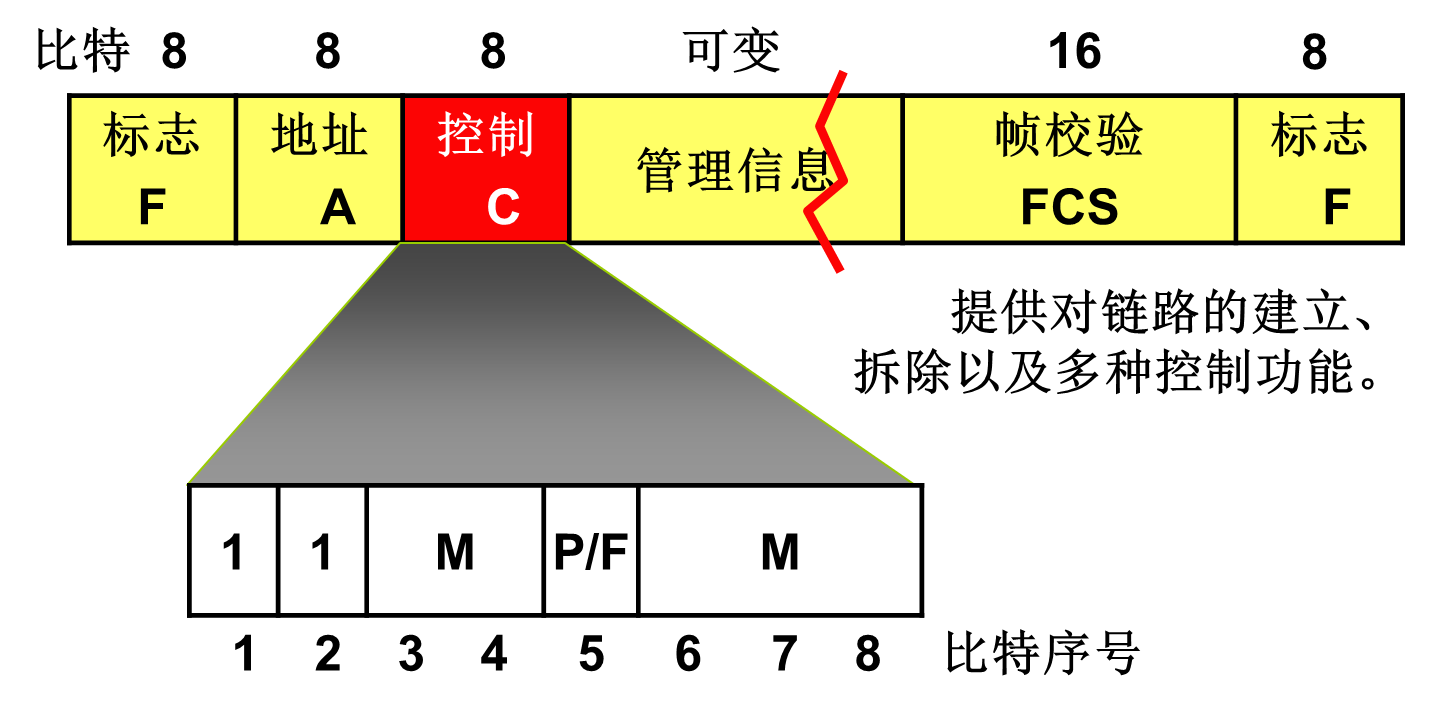 比特 8 8 8 可变 16 8
标志 地址 控制 管理信息 帧校验 标志
F A C FCS F
提供对链路的建立、
拆除以及多种控制功能。
1 1 M P/F M
1 2 3 4 5 6 7 8 比特序号